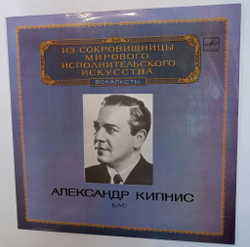 ИЗ СОКРОВИЩНИЦЫ
МИРОВОГО
ИСПОЛНИТЕЛЬСКОГО
ИСКУССТВА
ВОКАЛИСТЫ
АЛЕКСАНДР КИПНИС
БАС